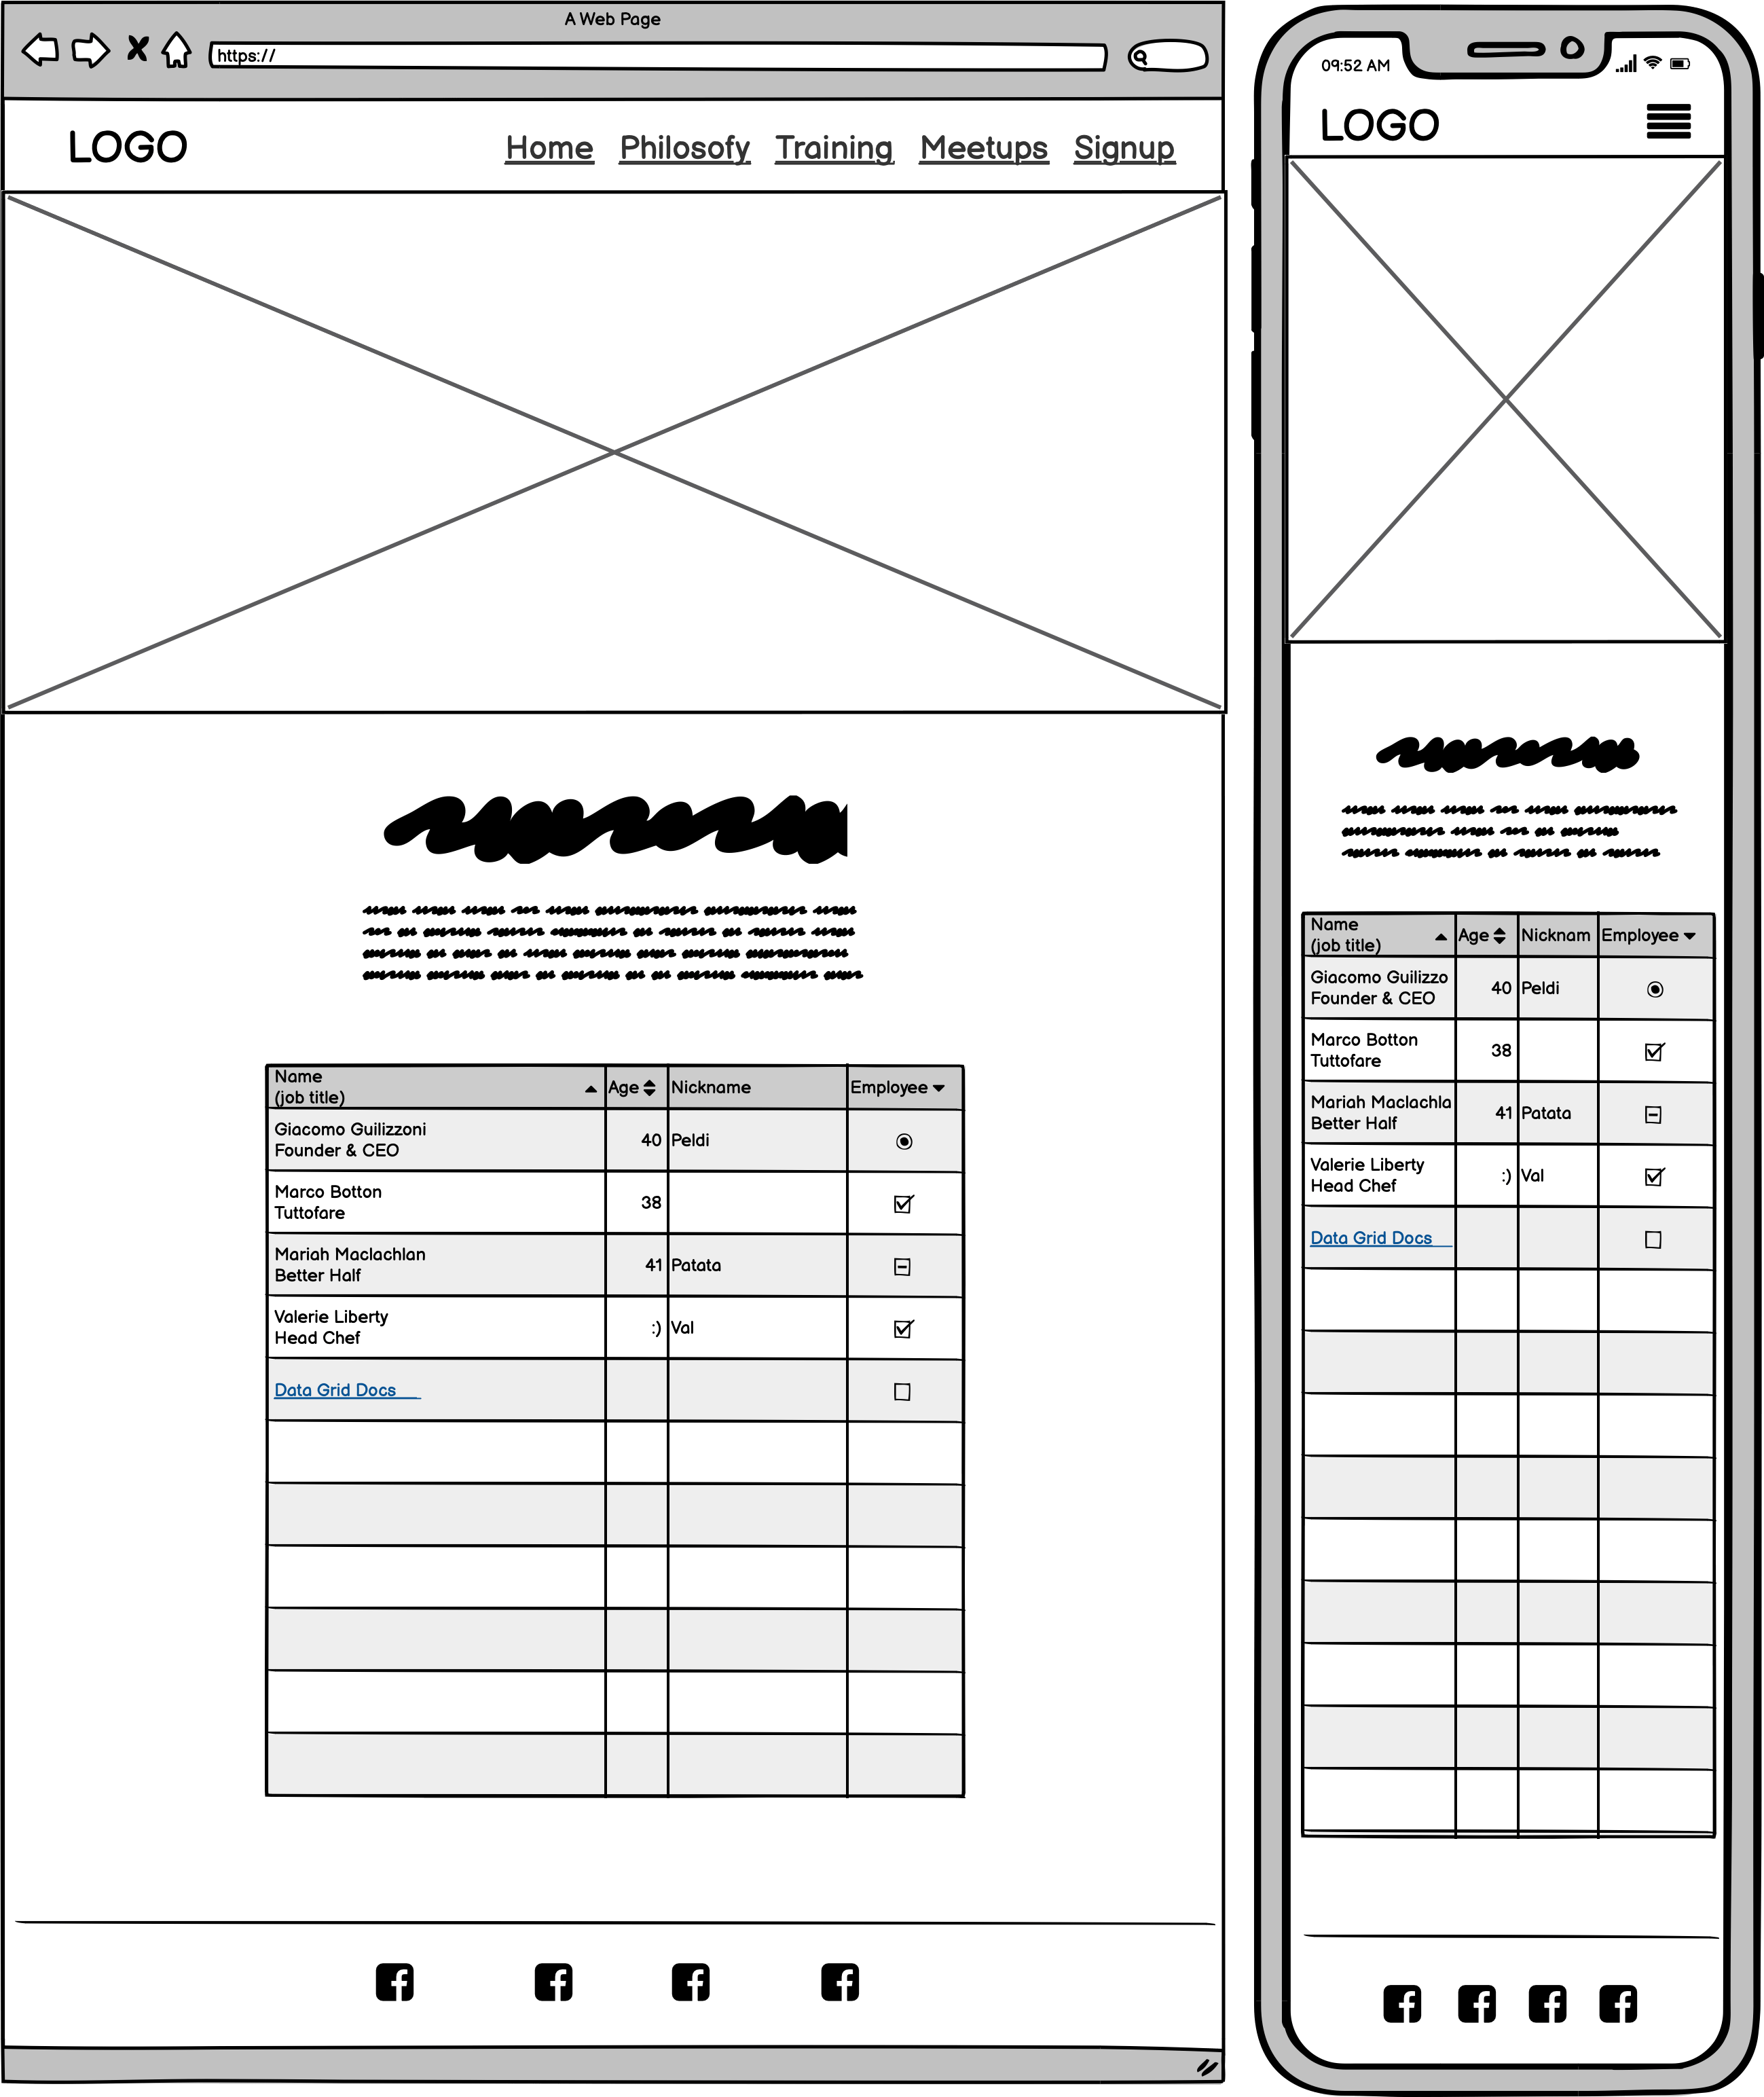 A Web Page
https://
LOGO
Home Philosofy Training Meetups Signup
Name
(job title) Age Nickname Employee
Giacomo Guilizzoni
Founder & CEO 40 Peldi
Marco Botton
Tuttofare 38
Mariah Maclachlan
Better Half 41 Patata
Valerie Liberty
Head Chef :) Val
Data Grid Docs
09:52 AM
LOGO
Name
(job title) Age Nicknam Employee
Giacomo Guilizzo
Founder & CEO 40 Peldi
Marco Botton
Tuttofare 38
Mariah Maclachla
Better Half 41 Patata
Valerie Liberty
Head Chef :) Val
Data Grid Docs